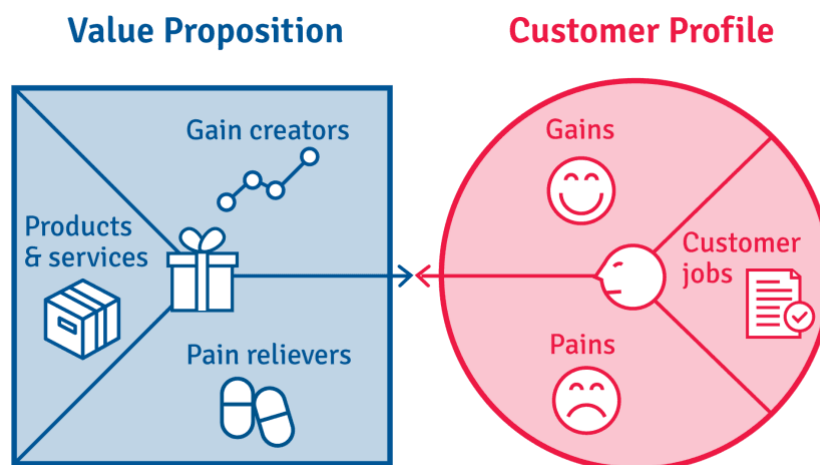 Value Proposition
Customer Profile
Gain creators
Products
& services
Pain relievers
Gains
Customer
jobs
Pains